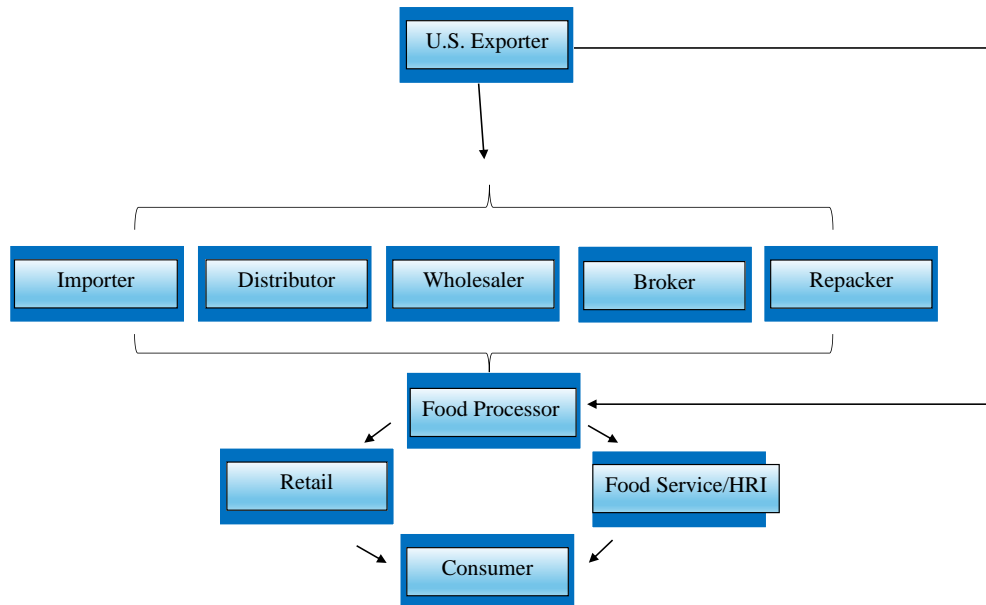 U.S. Exporter
Importer
Distributor
Wholesaler
Broker
Repacker
Food Processor
Retail
Food Service/HRI
Consumer